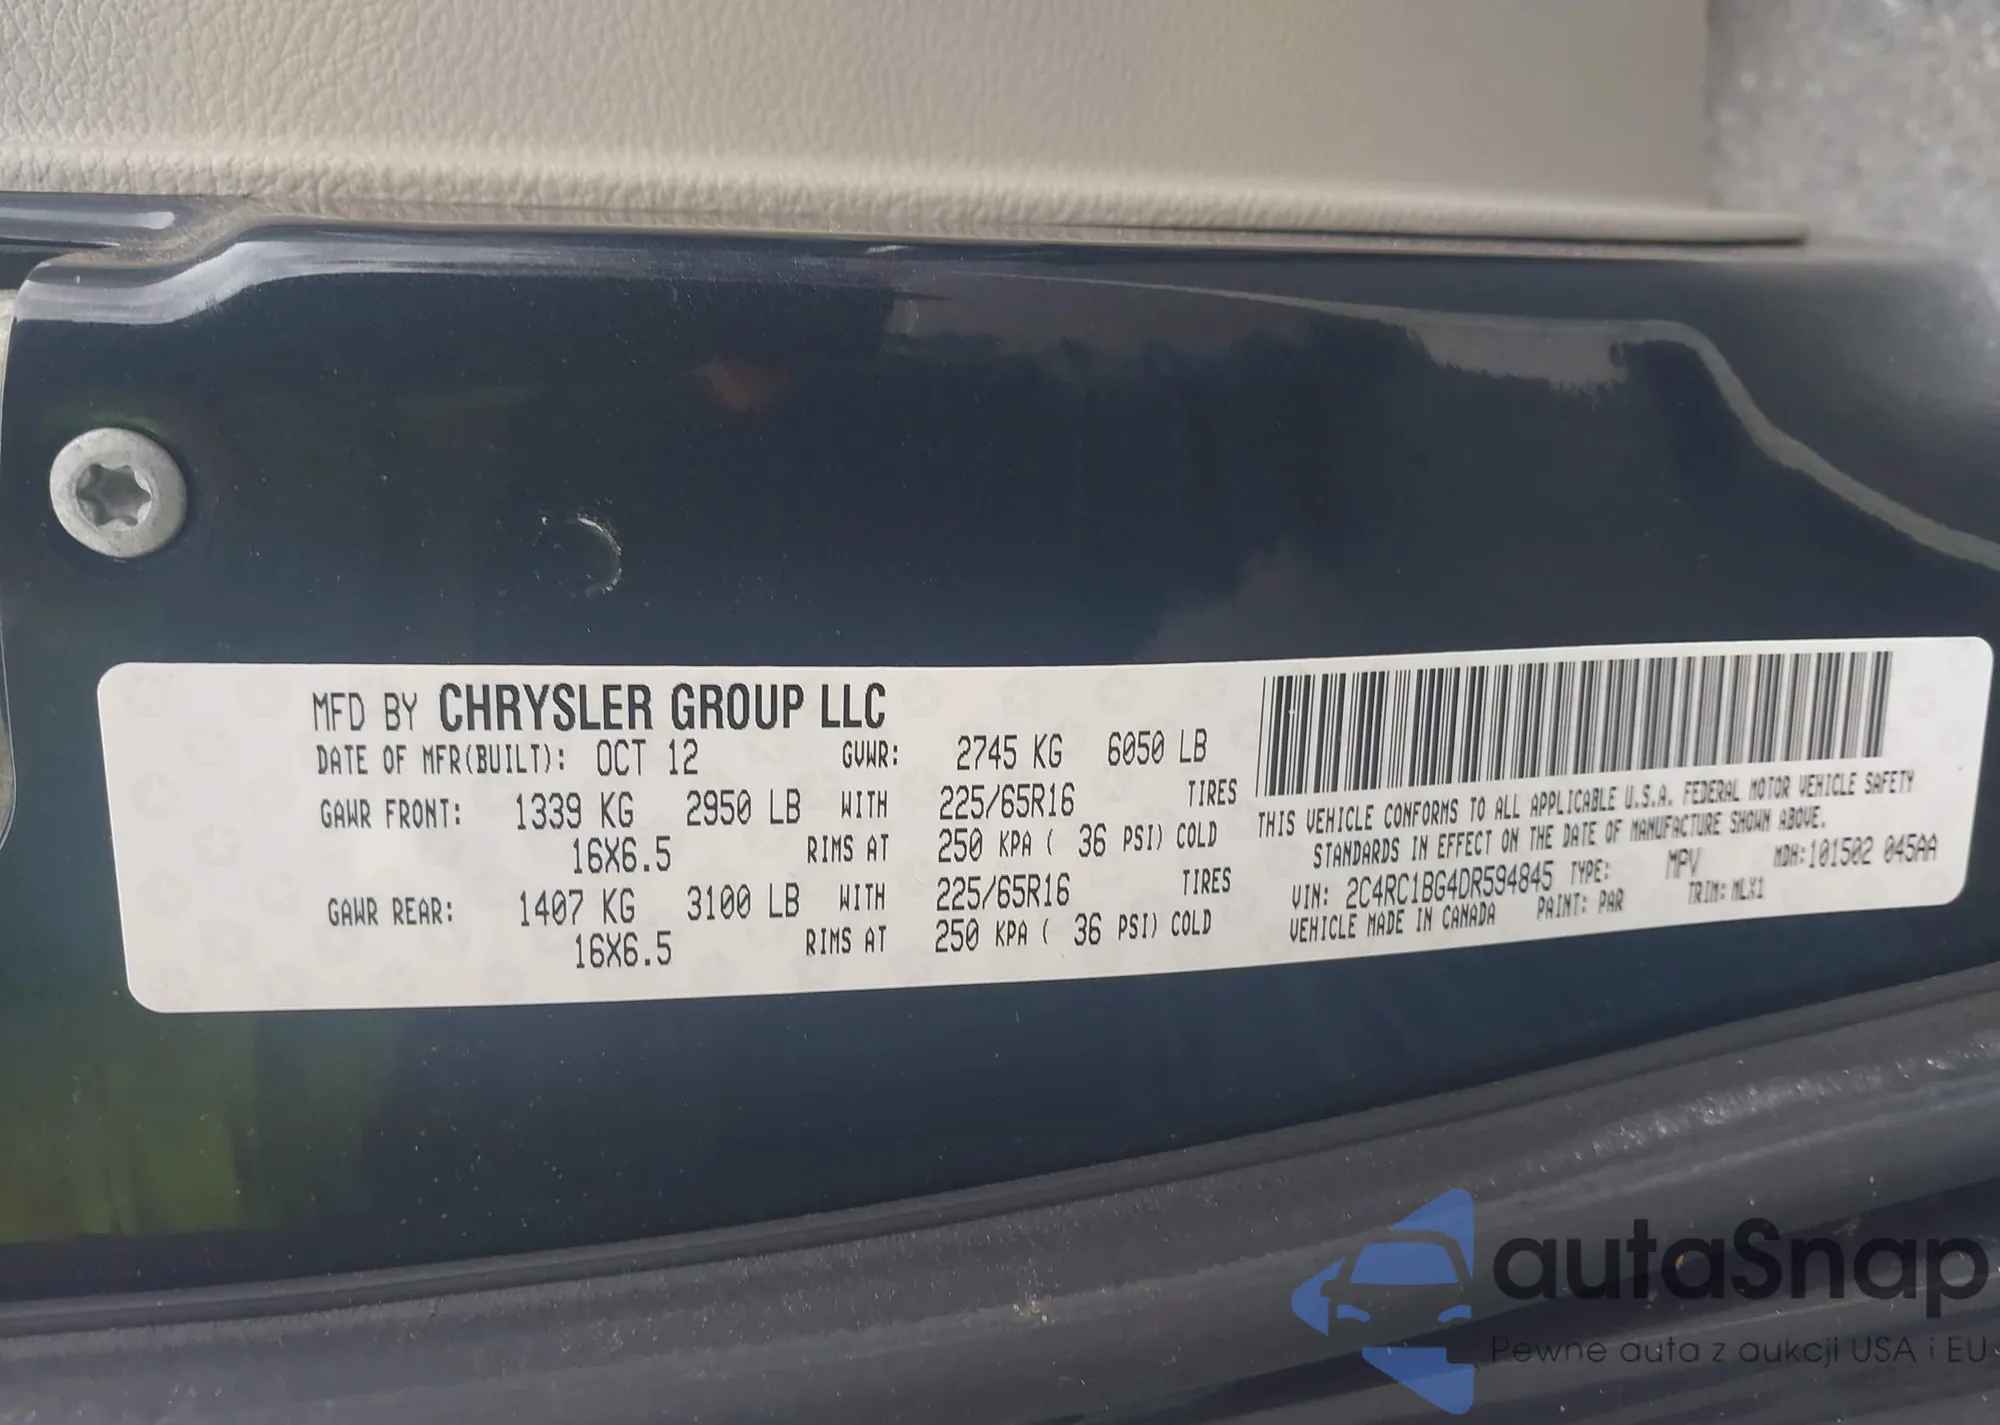 MFD BY CHRYSLER GROUP LLC
DATE OF MFR(BUILT): OCT 12 GVWR: 2745 KG 6050 LB
GAWR FRONT: 1339 KG 2950 LB WITH 225/65R16 TIRES
16X6.5 RIMS AT 250 KPA ( 36 PSI) COLD
GAWR REAR: 1407 KG 3100 LB WITH 225/65R16 TIRES
16X6.5 RIMS AT 250 KPA ( 36 PSI) COLD
THIS VEHICLE CONFORMS TO ALL APPLICABLE U.S.A. FEDERAL MOTOR VEHICLE SAFETY
STANDARDS IN EFFECT ON THE DATE OF MANUFACTURE SHOWN ABOVE.
VIN: 2C4RC1BG4DR594845 TYPE: MPV MDH:101502 045AA
VEHICLE MADE IN CANADA PAINT: PAR TRIM: MLX1
autaSnap
Pewne auta z aukcji USA i EU